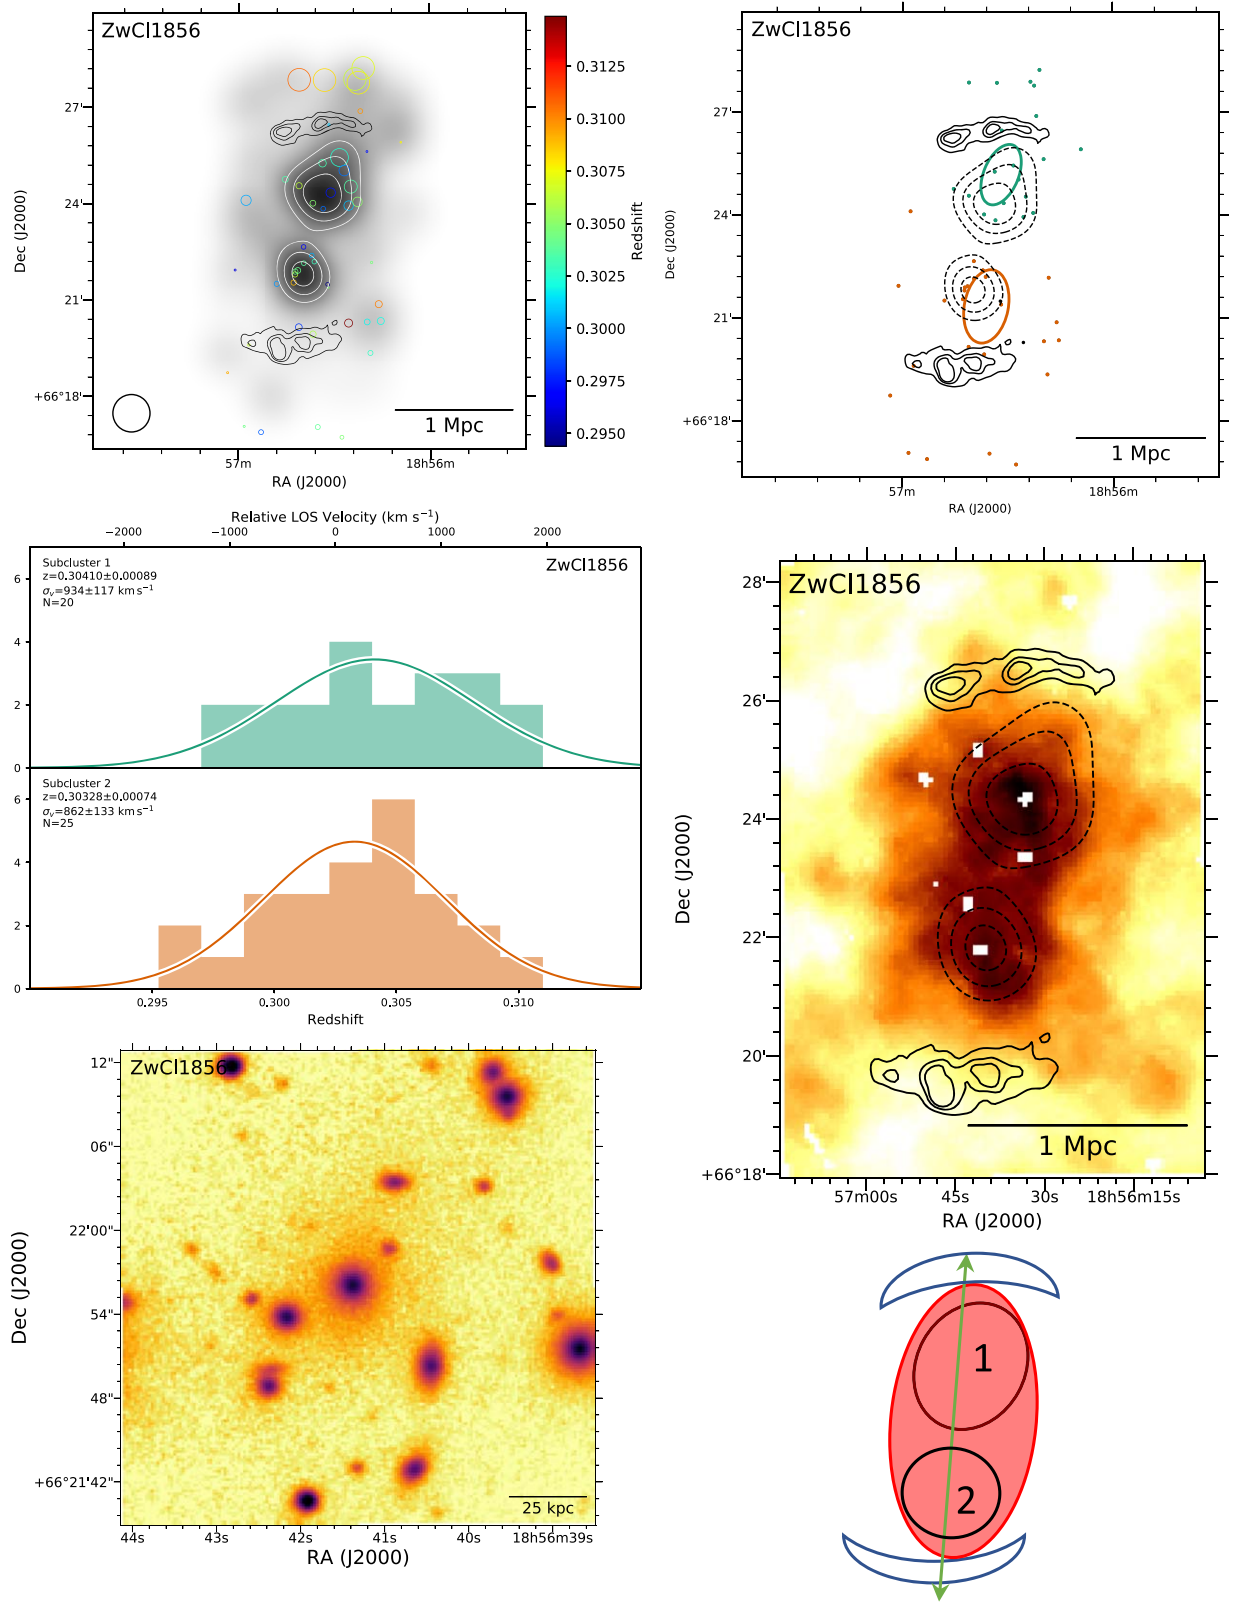 ZwCl1856
27'
24'
21'
+66°18'
Dec (J2000)
57m
18h56m
RA (J2000)
1 Mpc
0.3125
0.3100
0.3075
0.3050
0.3025
0.3000
0.2975
0.2950
Redshift
ZwCl1856
27'
24'
21'
+66°18'
Dec (J2000)
57m
18h56m
RA (J2000)
1 Mpc
Relative LOS Velocity (km s⁻¹)
−2000 −1000 0 1000 2000
ZwCl1856
Subcluster 1
z=0.30410±0.00089
σᵥ=934±117 km s⁻¹
N=20
6
4
2
0
Subcluster 2
z=0.30328±0.00074
σᵥ=862±133 km s⁻¹
N=25
6
4
2
0
0.295 0.300 0.305 0.310
Redshift
ZwCl1856
28'
26'
24'
22'
20'
+66°18'
Dec (J2000)
1 Mpc
57m00s 45s 30s 18h56m15s
RA (J2000)
ZwCl1856
12"
06"
22'00"
54"
48"
+66°21'42"
Dec (J2000)
25 kpc
44s 43s 42s 41s 40s 18h56m39s
RA (J2000)
1
2